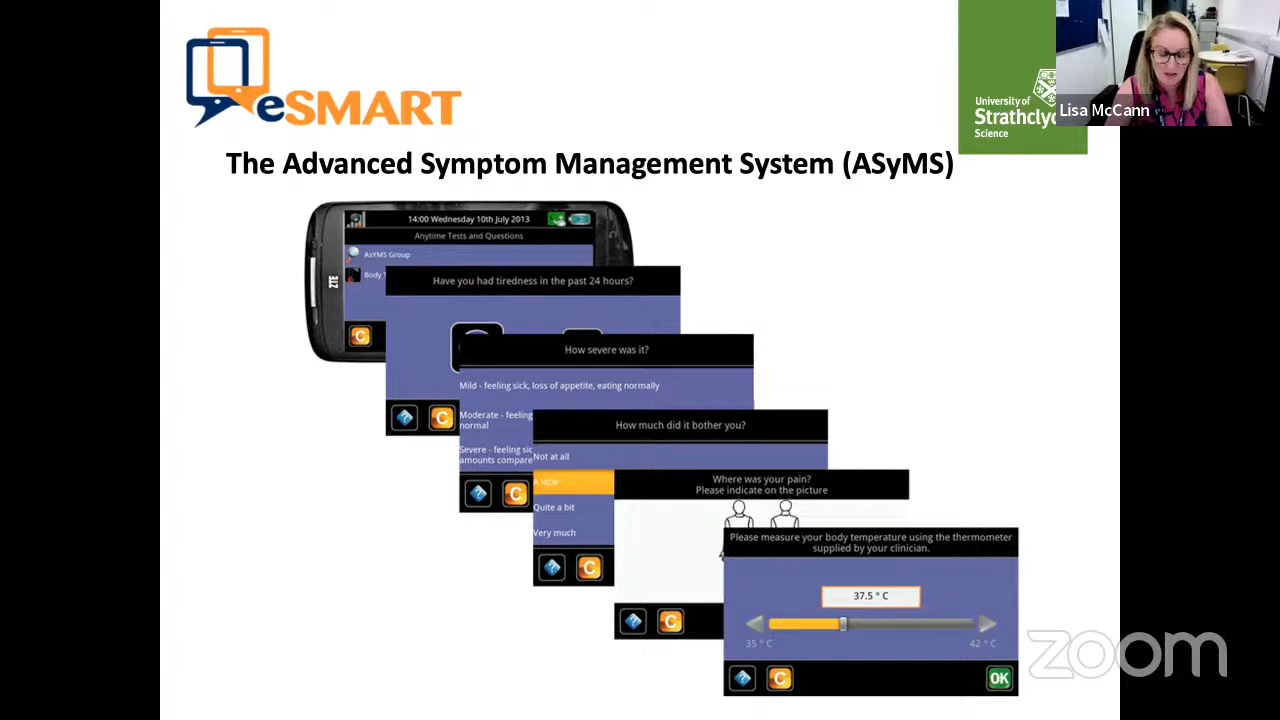 eSMART
University of
Strathclyde
Science
Lisa McCann
The Advanced Symptom Management System (ASyMS)
14:00 Wednesday 10th July 2013
Anytime Tests and Questions
AsYMS Group
Body T
ZTE
C
Have you had tiredness in the past 24 hours?
?
C
How severe was it?
Mild - feeling sick, loss of appetite, eating normally
Moderate - feeling
normal
Severe - feeling sic
amounts compare
?
C
How much did it bother you?
Not at all
A little
Quite a bit
Very much
?
C
Where was your pain?
Please indicate on the picture
?
C
Please measure your body temperature using the thermometer
supplied by your clinician.
37.5 ° C
35 ° C
42 ° C
?
C
OK
zoom